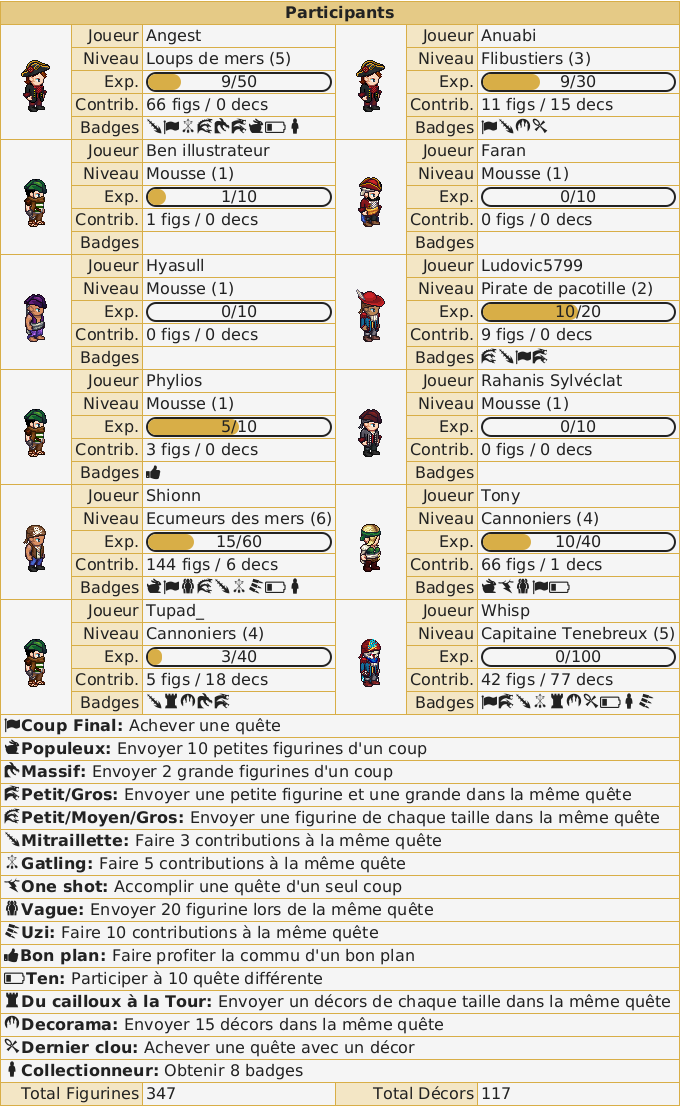 Participants
Joueur Angest
Niveau Loups de mers (5)
Exp. 9/50
Contrib. 66 figs / 0 decs
Badges
Joueur Anuabi
Niveau Flibustiers (3)
Exp. 9/30
Contrib. 11 figs / 15 decs
Badges
Joueur Ben illustrateur
Niveau Mousse (1)
Exp. 1/10
Contrib. 1 figs / 0 decs
Badges
Joueur Faran
Niveau Mousse (1)
Exp. 0/10
Contrib. 0 figs / 0 decs
Badges
Joueur Hyasull
Niveau Mousse (1)
Exp. 0/10
Contrib. 0 figs / 0 decs
Badges
Joueur Ludovic5799
Niveau Pirate de pacotille (2)
Exp. 10/20
Contrib. 9 figs / 0 decs
Badges
Joueur Phylios
Niveau Mousse (1)
Exp. 5/10
Contrib. 3 figs / 0 decs
Badges
Joueur Rahanis Sylvéclat
Niveau Mousse (1)
Exp. 0/10
Contrib. 0 figs / 0 decs
Badges
Joueur Shionn
Niveau Ecumeurs des mers (6)
Exp. 15/60
Contrib. 144 figs / 6 decs
Badges
Joueur Tony
Niveau Cannoniers (4)
Exp. 10/40
Contrib. 66 figs / 1 decs
Badges
Joueur Tupad_
Niveau Cannoniers (4)
Exp. 3/40
Contrib. 5 figs / 18 decs
Badges
Joueur Whisp
Niveau Capitaine Tenebreux (5)
Exp. 0/100
Contrib. 42 figs / 77 decs
Badges
Coup Final: Achever une quête
Populeux: Envoyer 10 petites figurines d'un coup
Massif: Envoyer 2 grande figurines d'un coup
Petit/Gros: Envoyer une petite figurine et une grande dans la même quête
Petit/Moyen/Gros: Envoyer une figurine de chaque taille dans la même quête
Mitraillette: Faire 3 contributions à la même quête
Gatling: Faire 5 contributions à la même quête
One shot: Accomplir une quête d'un seul coup
Vague: Envoyer 20 figurine lors de la même quête
Uzi: Faire 10 contributions à la même quête
Bon plan: Faire profiter la commu d'un bon plan
Ten: Participer à 10 quête différente
Du cailloux à la Tour: Envoyer un décors de chaque taille dans la même quête
Decorama: Envoyer 15 décors dans la même quête
Dernier clou: Achever une quête avec un décor
Collectionneur: Obtenir 8 badges
Total Figurines 347
Total Décors 117